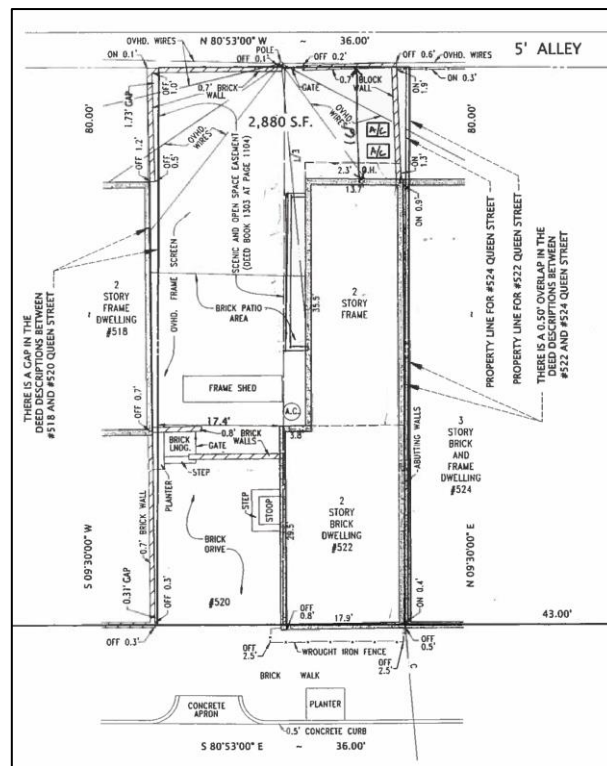 N 80°53'00" W ~ 36.00'
5' ALLEY
OVHD. WIRES
ON 0.1'
POLE
OFF 0.1'
OFF 0.2'
OFF 0.6'
OVHD. WIRES
ON 0.3'
OFF 1.0'
0.7' BRICK WALL
GATE
0.7' BLOCK WALL
ON 1.9'
1.73' GAP
80.00'
2,880 S.F.
OVHD. WIRES
A/C
A/C
80.00'
OFF 1.2'
OFF 0.5'
OVHD. WIRES
ON 1.3'
2.3' O.H.
13.7'
ON 0.9'
SCENIC AND OPEN SPACE EASEMENT
(DEED BOOK 1303 AT PAGE 1104)
OVHD. FRAME SCREEN
2
STORY
FRAME
DWELLING
#518
BRICK PATIO
AREA
35.5'
2
STORY
FRAME
THERE IS A GAP IN THE
DEED DESCRIPTIONS BETWEEN
#518 AND #520 QUEEN STREET
PROPERTY LINE FOR #524 QUEEN STREET
PROPERTY LINE FOR #522 QUEEN STREET
THERE IS A 0.50' OVERLAP IN THE
DEED DESCRIPTIONS BETWEEN
#522 AND #524 QUEEN STREET
FRAME SHED
A.C.
OFF 0.7'
17.4'
3.8
0.8' BRICK
WALLS
BRICK
LNDG.
GATE
STEP
PLANTER
ABUTTING WALLS
3
STORY
BRICK
AND
FRAME
DWELLING
#524
STEP
STOOP
2
STORY
BRICK
DWELLING
#522
29.5'
0.7' BRICK WALL
BRICK
DRIVE
S 09°30'00" W
N 09°30'00" E
0.31' GAP
OFF 0.3'
#520
ON 0.4'
OFF
0.8'
17.9'
43.00'
OFF 0.3'
OFF
2.5'
WROUGHT IRON FENCE
OFF
2.5'
OFF
0.5'
BRICK WALK
CONCRETE
APRON
PLANTER
0.5' CONCRETE CURB
S 80°53'00" E ~ 36.00'